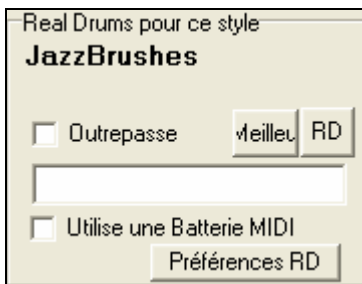 Real Drums pour ce style
JazzBrushes
Outrepasse Meilleu RD
Utilise une Batterie MIDI
Préférences RD